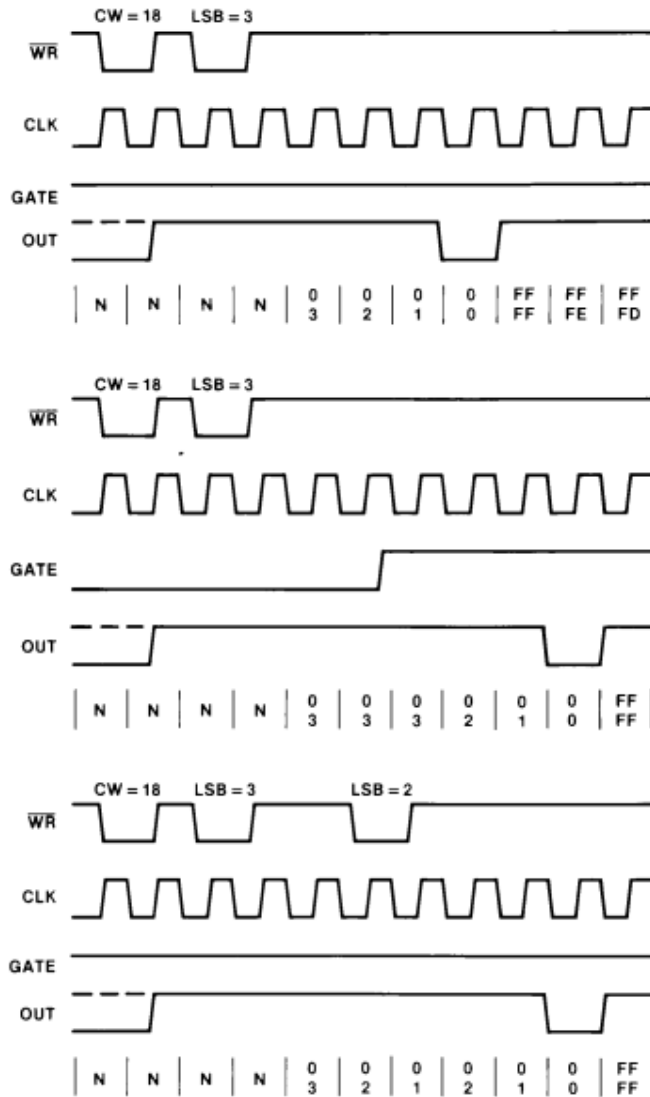 CW = 18 LSB = 3
WR
CLK
GATE
OUT
N N N N 0 0 0 0 FF FF FF
3 2 1 0 FF FE FD
CW = 18 LSB = 3
WR
CLK
GATE
OUT
N N N N 0 0 0 0 0 0 FF
3 3 3 2 1 0 FF
CW = 18 LSB = 3 LSB = 2
WR
CLK
GATE
OUT
N N N N 0 0 0 0 0 0 FF
3 2 1 2 1 0 FF